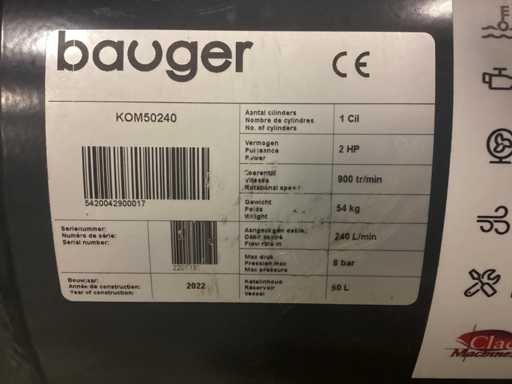 bauger
CE
KOM50240
5420042900017
Serienummer:
Numéro de série:
Serial number:
Bouwjaar:
Année de construction:
Year of construction:
2022
Aantal cilinders
Nombre de cylindres
No. of cylinders
1 Cil
Vermogen
Puissance
Power
2 HP
Toerental
Vitesse
Rotational speed
900 tr/min
Gewicht
Poids
Weight
54 kg
240 L/min
Max druk
Pression max
Max pressure
8 bar
Ketelinhoud
Réservoir
Vessel
50 L